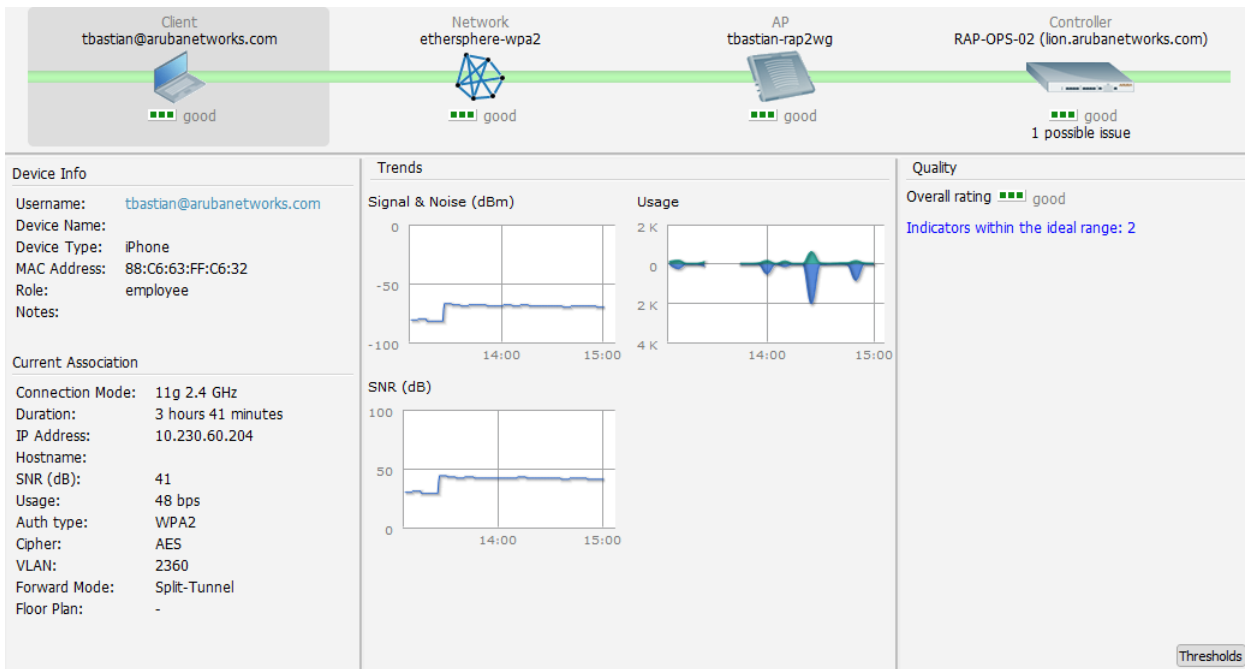 Client
tbastian@arubanetworks.com
good
Network
ethersphere-wpa2
good
AP
tbastian-rap2wg
good
Controller
RAP-OPS-02 (lion.arubanetworks.com)
good
1 possible issue
Device Info
Username: tbastian@arubanetworks.com
Device Name:
Device Type: iPhone
MAC Address: 88:C6:63:FF:C6:32
Role: employee
Notes:
Current Association
Connection Mode: 11g 2.4 GHz
Duration: 3 hours 41 minutes
IP Address: 10.230.60.204
Hostname:
SNR (dB): 41
Usage: 48 bps
Auth type: WPA2
Cipher: AES
VLAN: 2360
Forward Mode: Split-Tunnel
Floor Plan: -
Trends
Signal & Noise (dBm)
0
-50
-100
14:00 15:00
Usage
2 K
0
2 K
4 K
14:00 15:00
SNR (dB)
100
50
0
14:00 15:00
Quality
Overall rating good
Indicators within the ideal range: 2
Thresholds